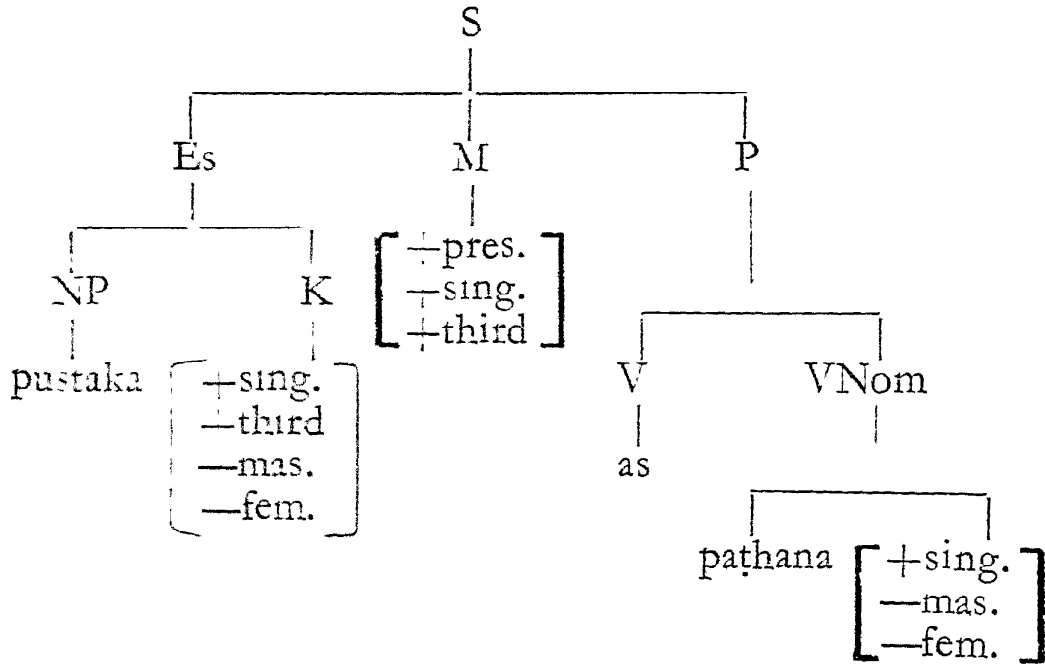 S
Es M P
NP K +pres.
+sing.
+third
pustaka +sing. V VNom
+third
—mas. as
—fem.
paṭhana +sing.
—mas.
—fem.